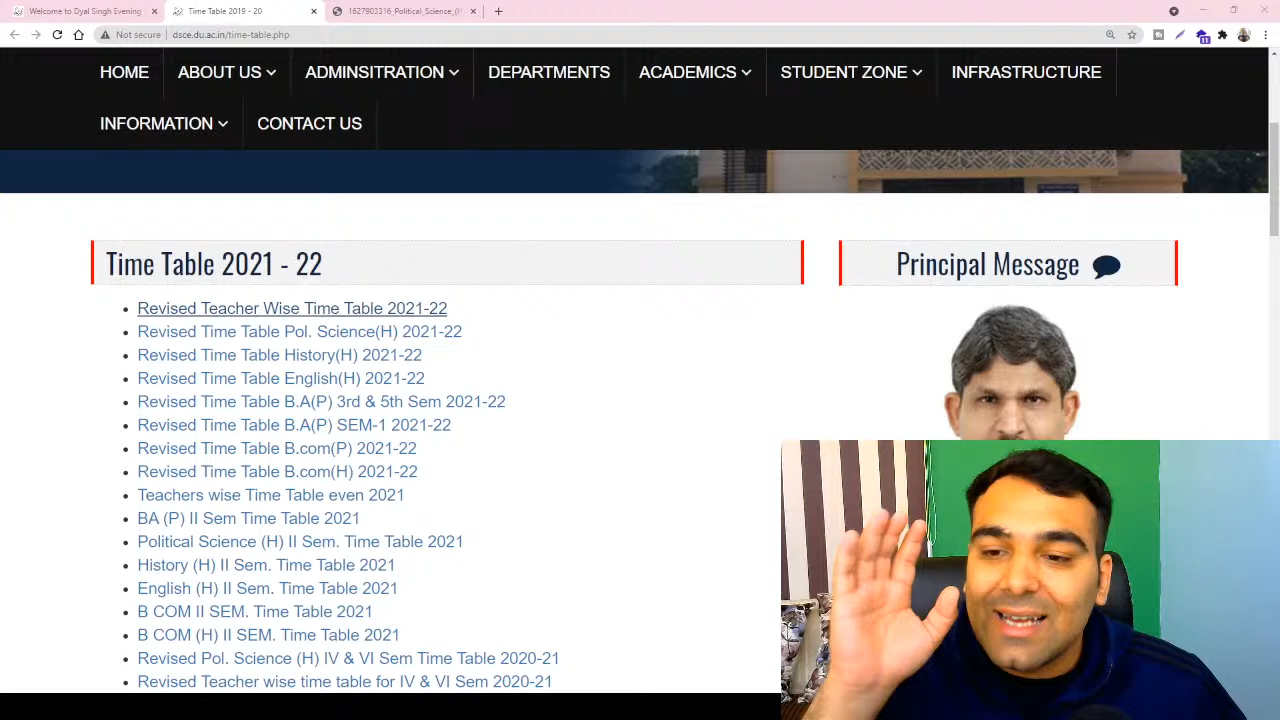 Welcome to Dyal Singh Evening
Time Table 2019 - 20
1627903316_Political_Science_(H
Not secure
dsce.du.ac.in/time-table.php
11
HOME
ABOUT US
ADMINSITRATION
DEPARTMENTS
ACADEMICS
STUDENT ZONE
INFRASTRUCTURE
INFORMATION
CONTACT US
Time Table 2021 - 22
Revised Teacher Wise Time Table 2021-22
Revised Time Table Pol. Science(H) 2021-22
Revised Time Table History(H) 2021-22
Revised Time Table English(H) 2021-22
Revised Time Table B.A(P) 3rd & 5th Sem 2021-22
Revised Time Table B.A(P) SEM-1 2021-22
Revised Time Table B.com(P) 2021-22
Revised Time Table B.com(H) 2021-22
Teachers wise Time Table even 2021
BA (P) II Sem Time Table 2021
Political Science (H) II Sem. Time Table 2021
History (H) II Sem. Time Table 2021
English (H) II Sem. Time Table 2021
B COM II SEM. Time Table 2021
B COM (H) II SEM. Time Table 2021
Revised Pol. Science (H) IV & VI Sem Time Table 2020-21
Revised Teacher wise time table for IV & VI Sem 2020-21
Principal Message